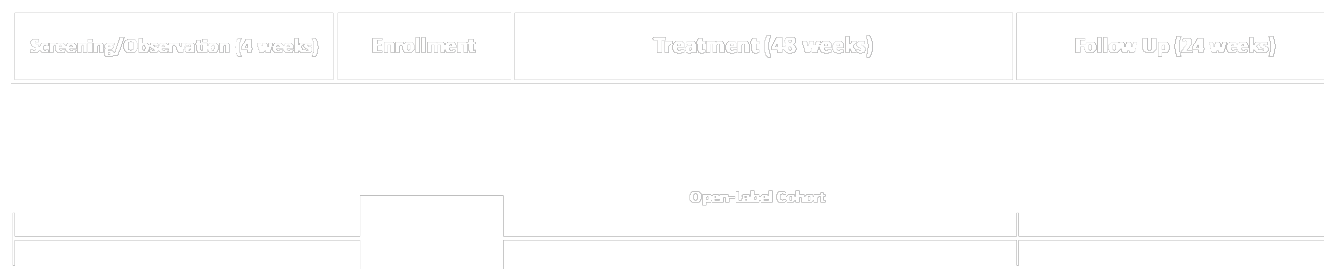 Screening/Observation (4 weeks)
Enrollment
Treatment (48 weeks)
Follow Up (24 weeks)
Open-Label Cohort